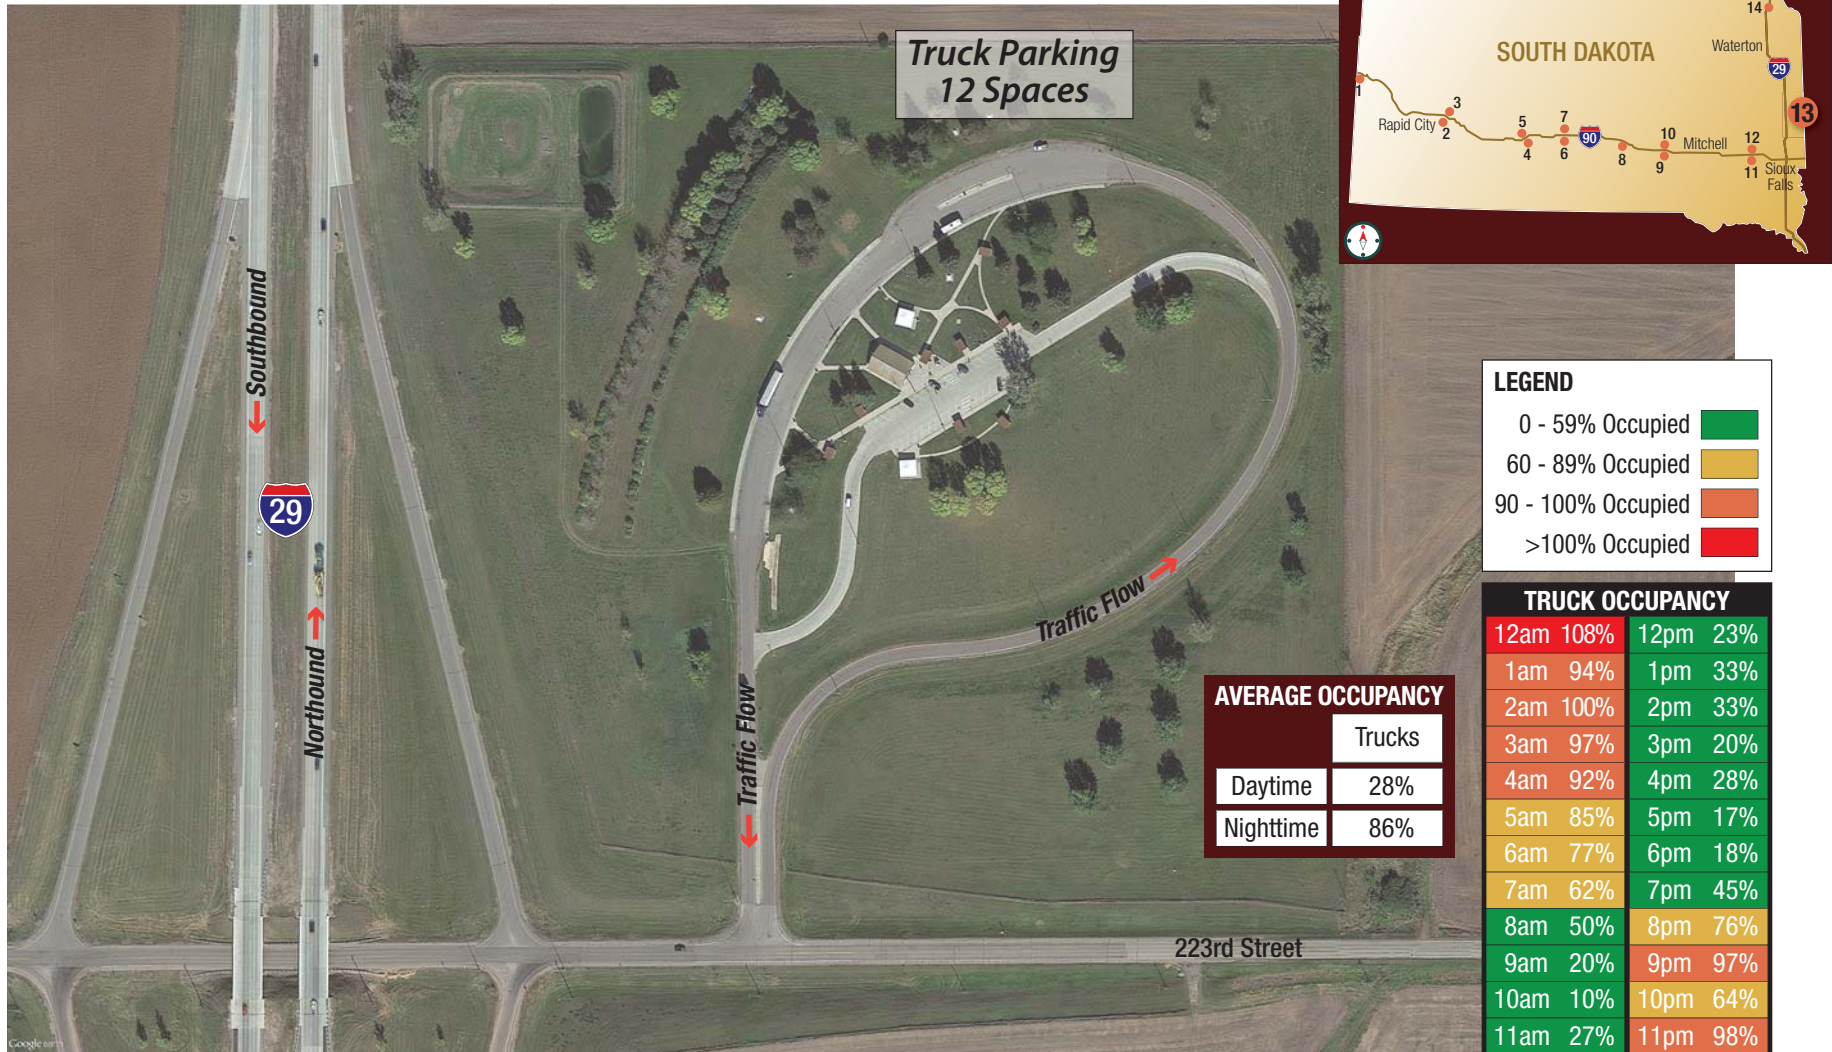 Truck Parking
12 Spaces
Southbound
Northound
29
Traffic Flow
Traffic Flow
223rd Street
Google earth
SOUTH DAKOTA
14
Waterton
29
13
1
3
Rapid City
2
5
4
7
6
90
8
10
9
Mitchell
12
11
Sioux
Falls
LEGEND
0 - 59% Occupied
60 - 89% Occupied
90 - 100% Occupied
>100% Occupied
AVERAGE OCCUPANCY
Trucks
Daytime 28%
Nighttime 86%
TRUCK OCCUPANCY
12am 108% 12pm 23%
1am 94% 1pm 33%
2am 100% 2pm 33%
3am 97% 3pm 20%
4am 92% 4pm 28%
5am 85% 5pm 17%
6am 77% 6pm 18%
7am 62% 7pm 45%
8am 50% 8pm 76%
9am 20% 9pm 97%
10am 10% 10pm 64%
11am 27% 11pm 98%